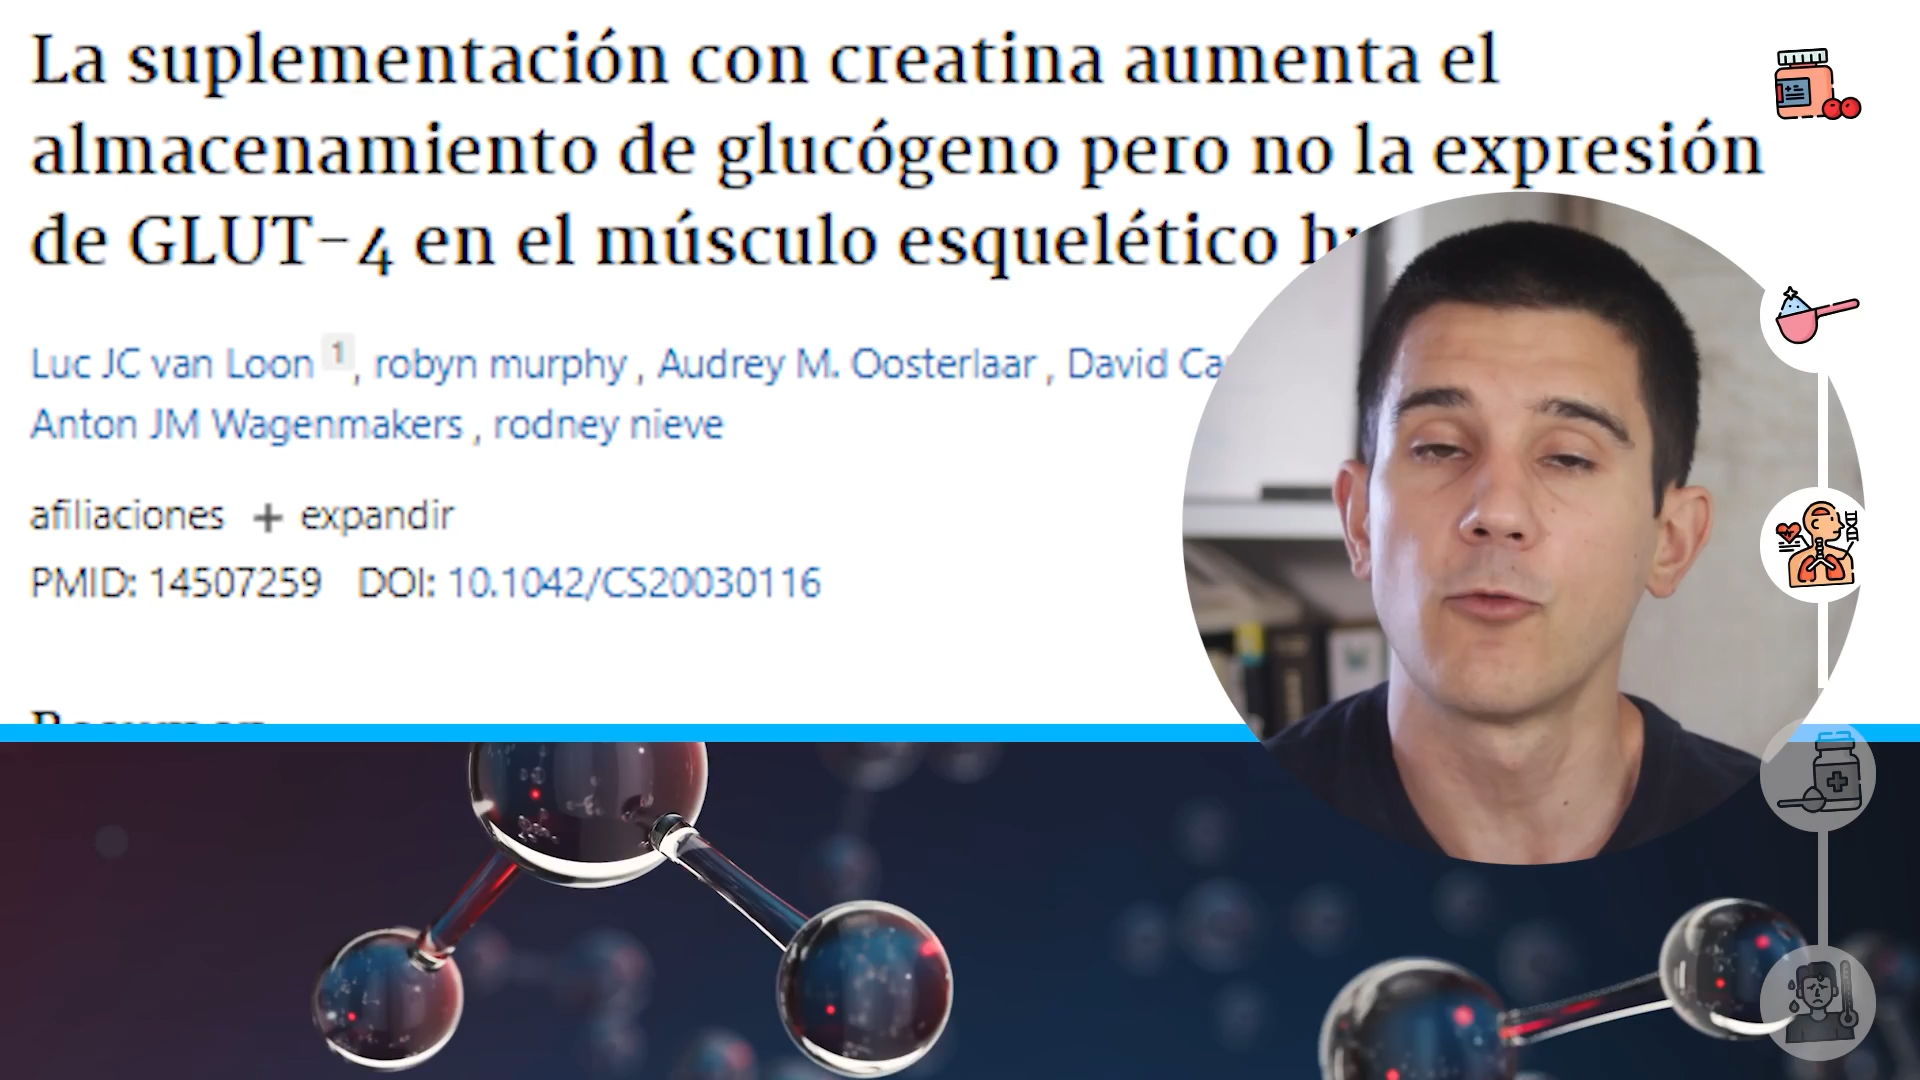 La suplementación con creatina aumenta el
almacenamiento de glucógeno pero no la expresión
de GLUT-4 en el músculo esquelético
Luc JC van Loon 1 , robyn murphy , Audrey M. Oosterlaar , David
Anton JM Wagenmakers , rodney nieve
afiliaciones + expandir
PMID: 14507259 DOI: 10.1042/CS20030116